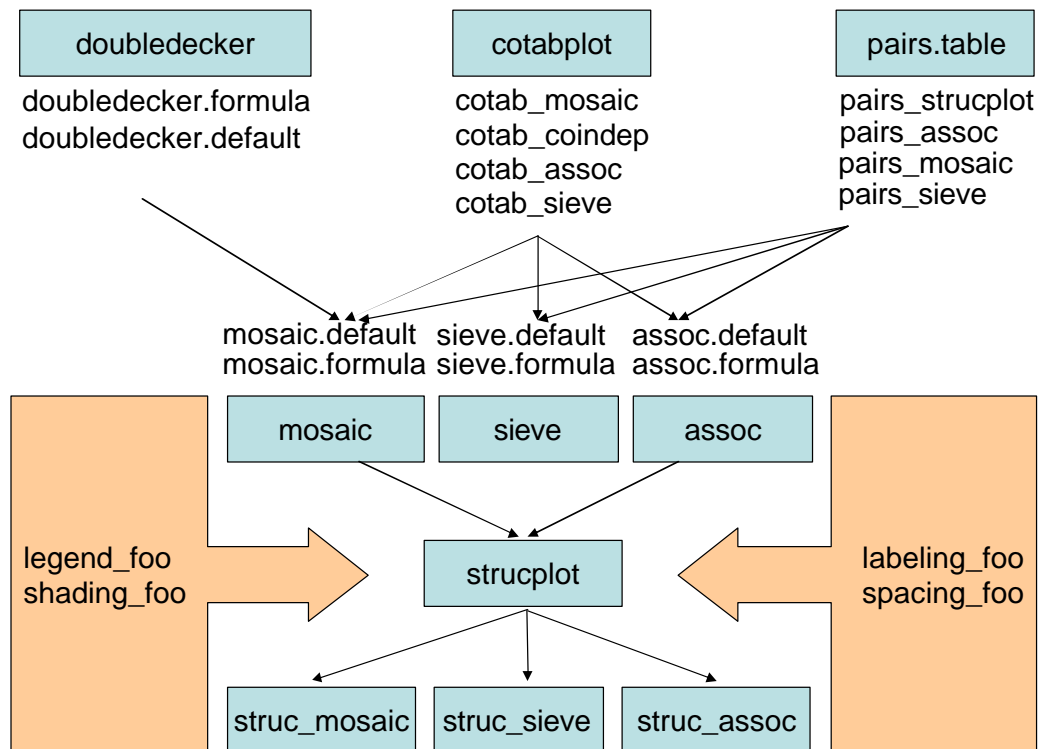 doubledecker
cotabplot
pairs.table
doubledecker.formula
doubledecker.default
cotab_mosaic
cotab_coindep
cotab_assoc
cotab_sieve
pairs_strucplot
pairs_assoc
pairs_mosaic
pairs_sieve
mosaic.default
mosaic.formula
sieve.default
sieve.formula
assoc.default
assoc.formula
mosaic
sieve
assoc
legend_foo
shading_foo
strucplot
labeling_foo
spacing_foo
struc_mosaic
struc_sieve
struc_assoc